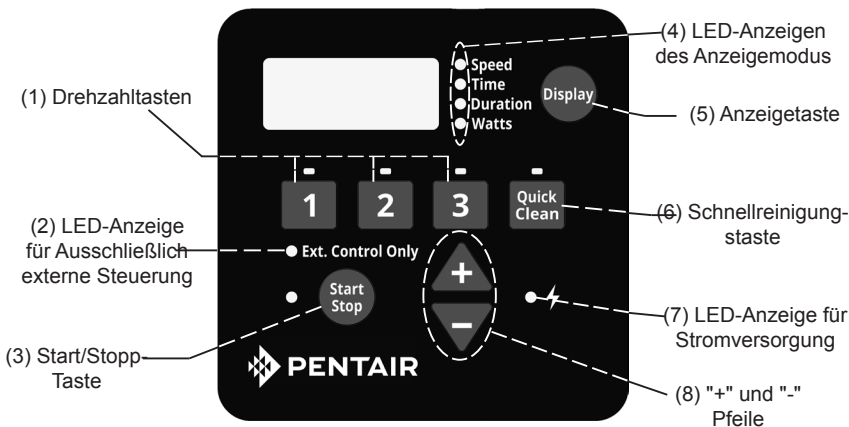 (1) Drehzahltasten
(2) LED-Anzeige
für Ausschließlich
externe Steuerung
(3) Start/Stopp-
Taste
Speed
Time
Duration
Watts
Display
1
2
3
Quick
Clean
Ext. Control Only
Start
Stop
+
−
PENTAIR
(4) LED-Anzeigen
des Anzeigemodus
(5) Anzeigetaste
(6) Schnellreinigung-
staste
(7) LED-Anzeige für
Stromversorgung
(8) "+" und "-"
Pfeile